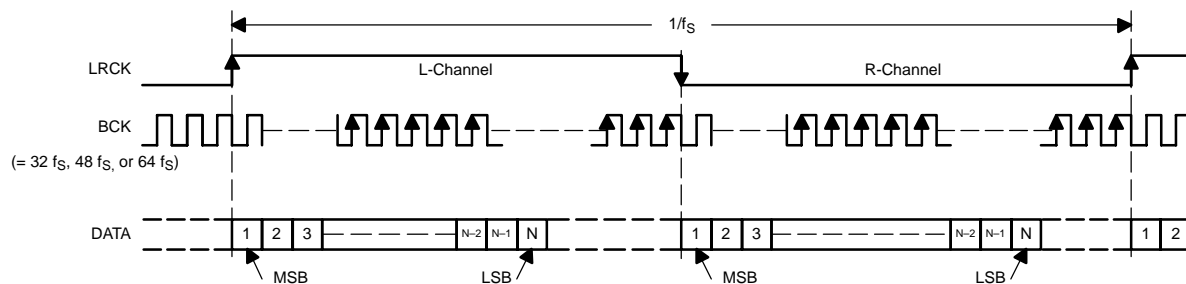 1/fS
LRCK
L-Channel
R-Channel
BCK
(= 32 fS, 48 fS, or 64 fS)
DATA
1 2 3 N–2 N–1 N 1 2 3 N–2 N–1 N 1 2
MSB LSB MSB LSB